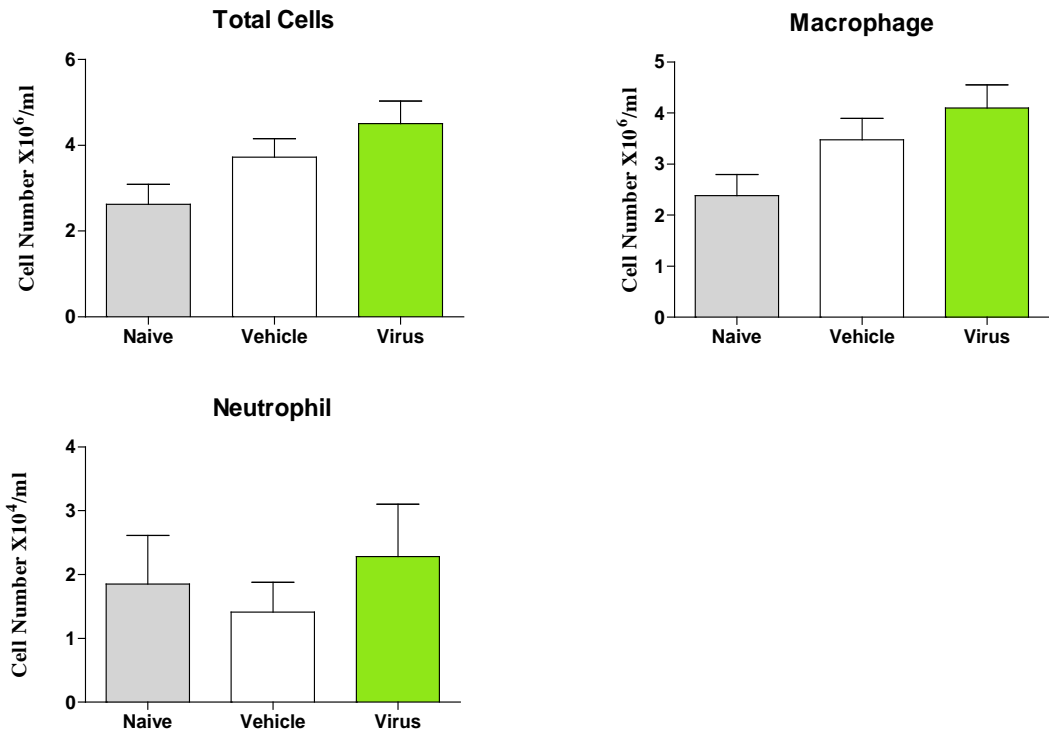 Total Cells
Cell Number X10⁶/ml
6
4
2
0
Naive Vehicle Virus
Macrophage
Cell Number X10⁶/ml
5
4
3
2
1
0
Naive Vehicle Virus
Neutrophil
Cell Number X10⁴/ml
4
3
2
1
0
Naive Vehicle Virus